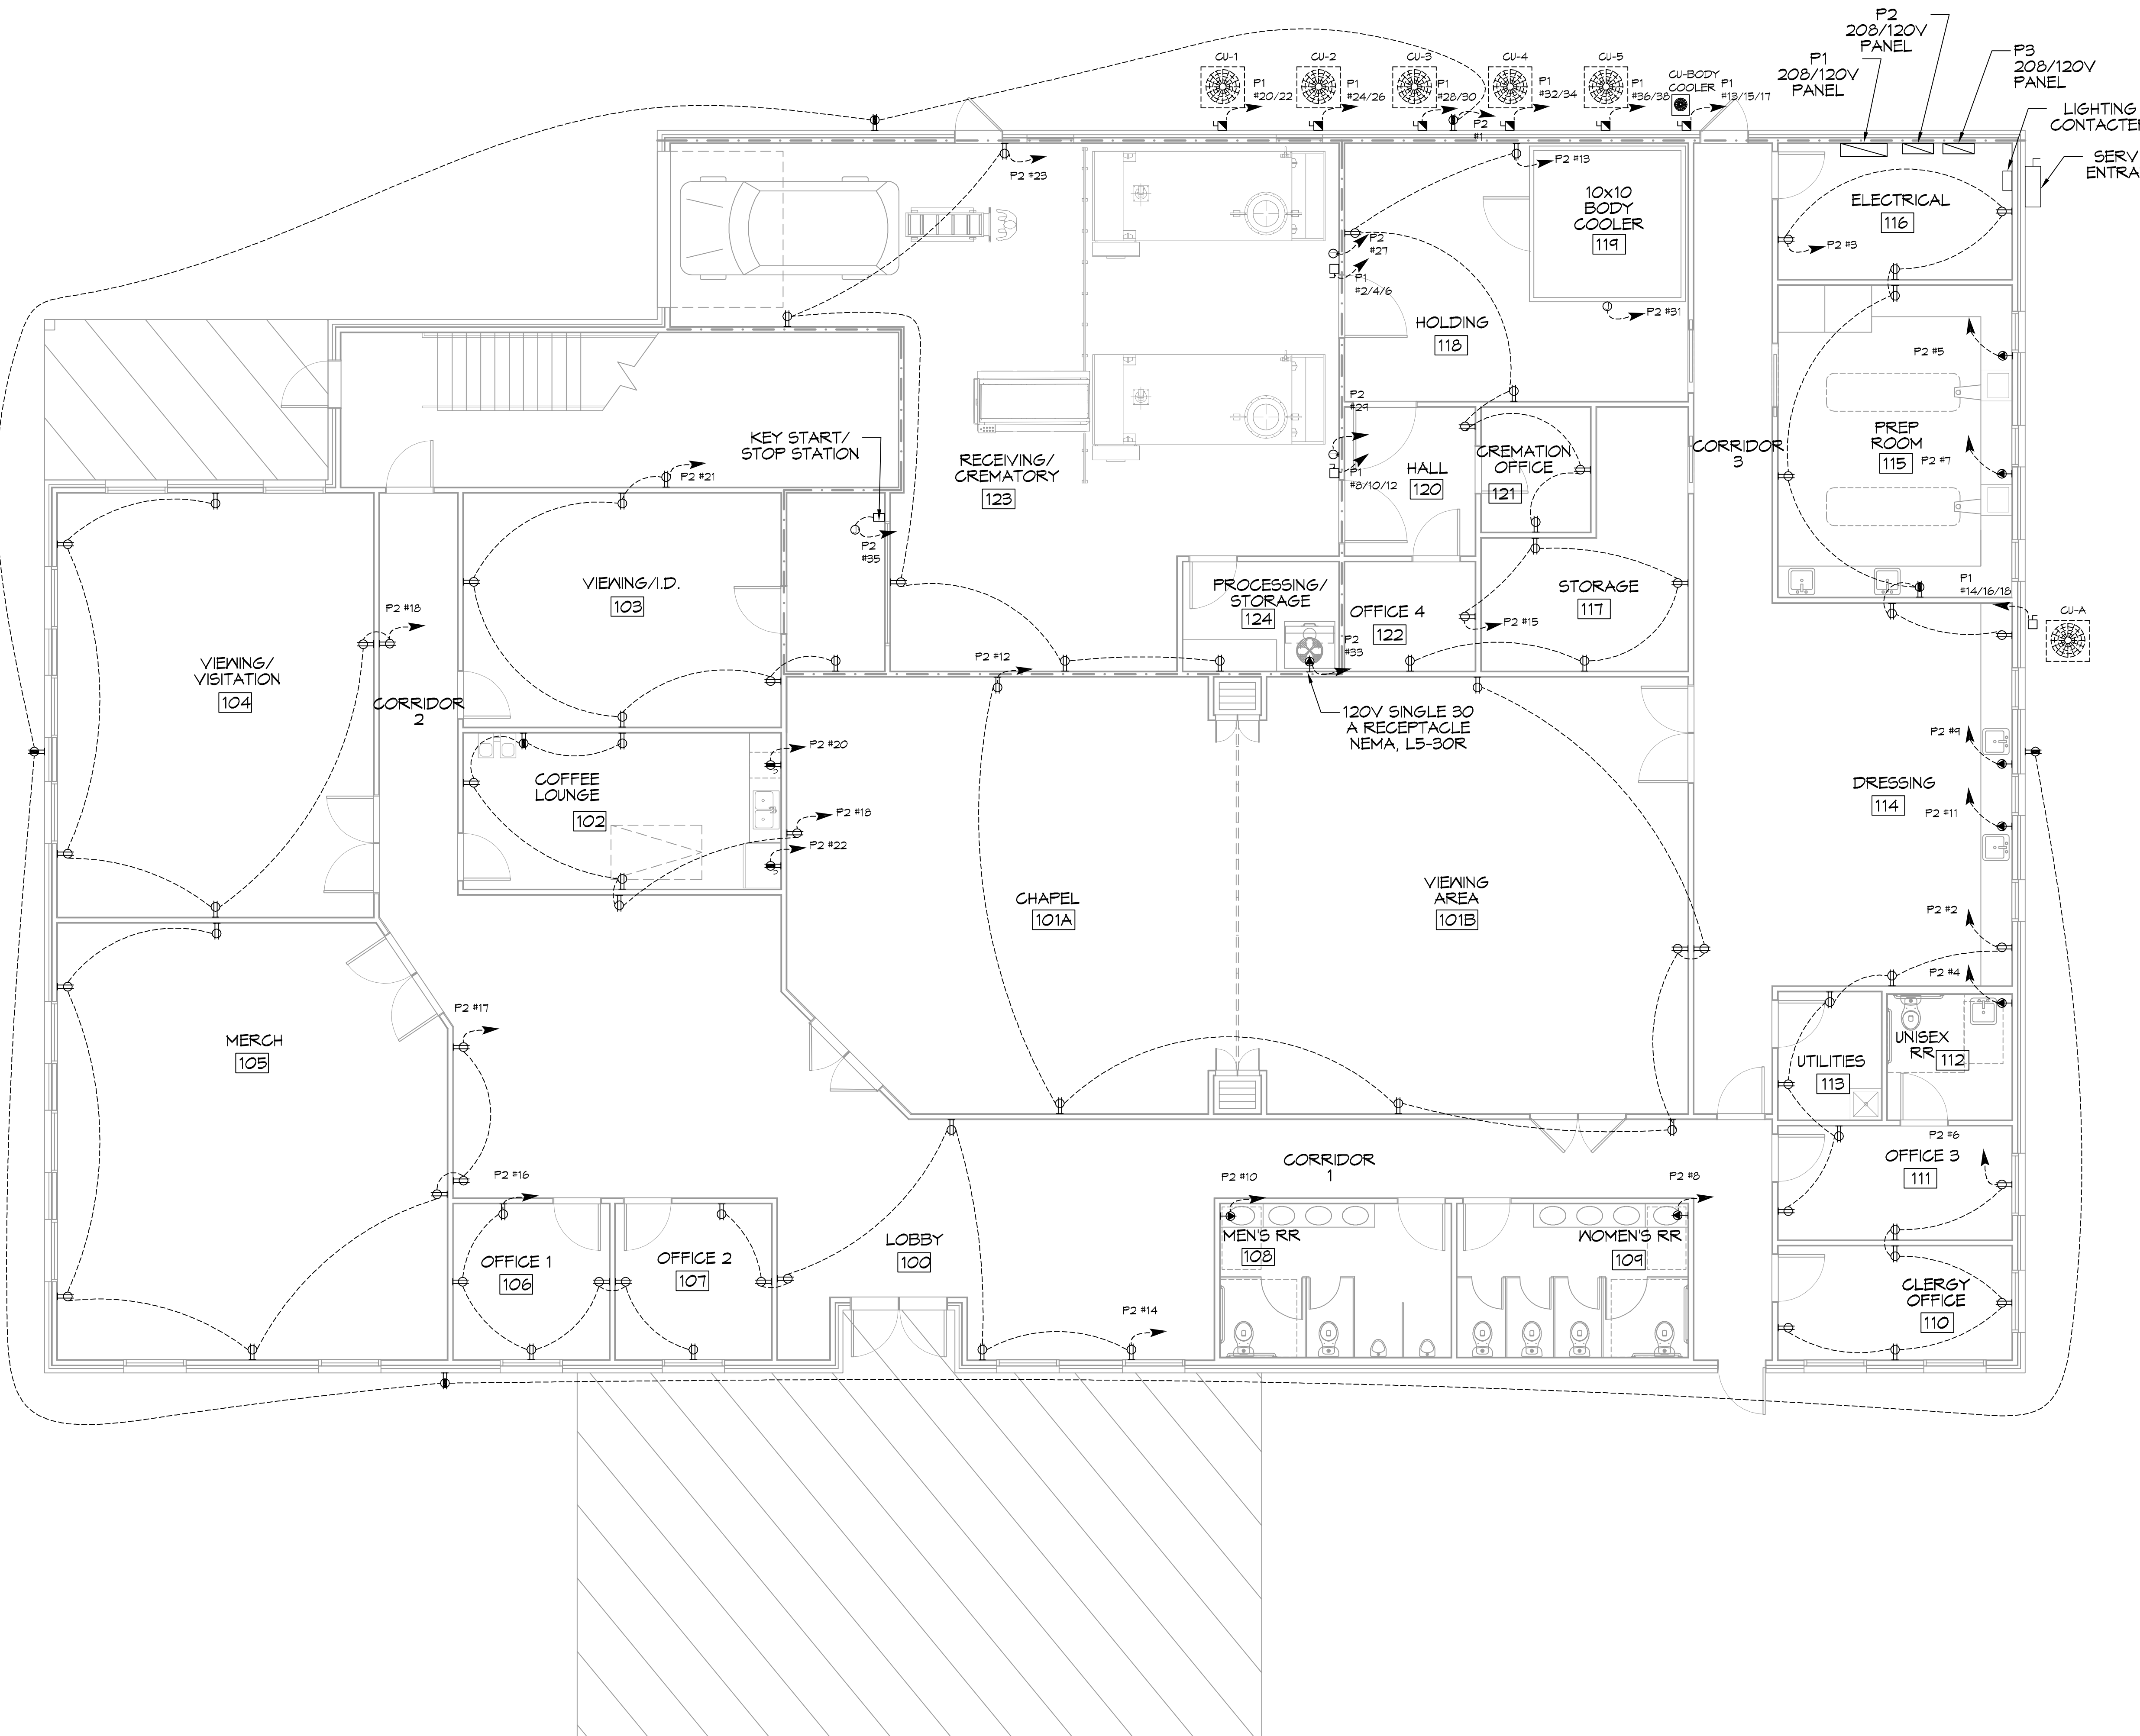 P2
208/120V
PANEL
P1
208/120V
PANEL
P3
208/120V
PANEL
LIGHTING
CONTACTE
SERV
ENTRA
CU-1
P1
#20/22
CU-2
P1
#24/26
CU-3
P1
#28/30
P2
#1
CU-4
P1
#32/34
CU-5
P1
#36/38
CU-BODY
COOLER
P1
#13/15/17
P2 #23
P2 #13
10x10
BODY
COOLER
119
ELECTRICAL
116
P2 #3
P2
#27
P1
#2/4/6
P2 #31
HOLDING
118
P2 #5
P2
#29
KEY START/
STOP STATION
RECEIVING/
CREMATORY
123
P2 #21
HALL
120
CREMATION
OFFICE
121
CORRIDOR
3
PREP
ROOM
115
P2 #7
P1
#8/10/12
P2
#35
VIEWING/I.D.
103
P2 #18
PROCESSING/
STORAGE
124
OFFICE 4
122
STORAGE
117
P2 #15
P1
#14/16/18
CU-A
P2
#33
P2 #12
VIEWING/
VISITATION
104
CORRIDOR
2
120V SINGLE 30
A RECEPTACLE
NEMA, L5-30R
P2 #20
COFFEE
LOUNGE
102
P2 #18
P2 #22
P2 #9
DRESSING
114
P2 #11
CHAPEL
101A
VIEWING
AREA
101B
P2 #2
P2 #4
P2 #17
MERCH
105
UNISEX
RR
112
UTILITIES
113
P2 #6
OFFICE 3
111
CORRIDOR
1
P2 #16
P2 #10
P2 #8
LOBBY
100
OFFICE 1
106
OFFICE 2
107
MEN'S RR
108
WOMEN'S RR
109
P2 #14
CLERGY
OFFICE
110